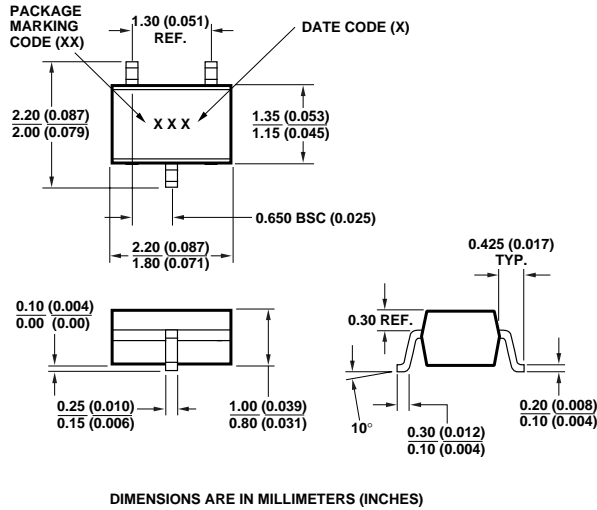 PACKAGE
MARKING
CODE (XX)
1.30 (0.051)
REF.
DATE CODE (X)
2.20 (0.087)
2.00 (0.079)
X X X
1.35 (0.053)
1.15 (0.045)
0.650 BSC (0.025)
2.20 (0.087)
1.80 (0.071)
0.425 (0.017)
TYP.
0.10 (0.004)
0.00 (0.00)
0.30 REF.
0.25 (0.010)
0.15 (0.006)
1.00 (0.039)
0.80 (0.031)
10°
0.30 (0.012)
0.10 (0.004)
0.20 (0.008)
0.10 (0.004)
DIMENSIONS ARE IN MILLIMETERS (INCHES)